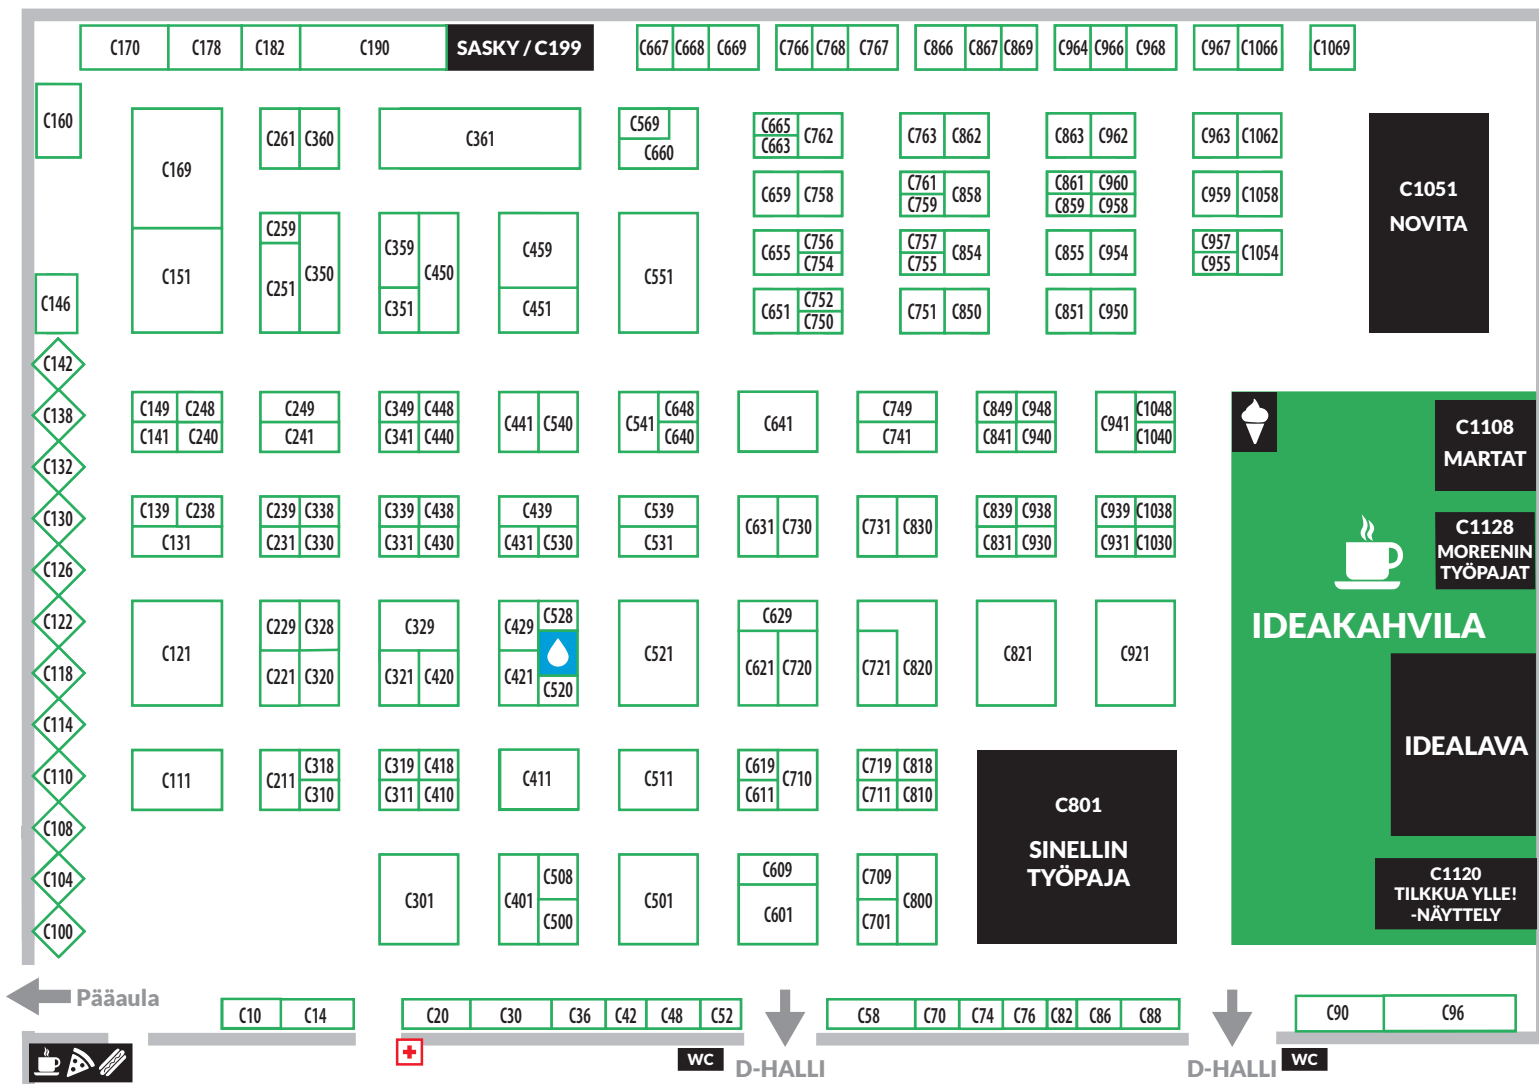 C170 C178 C182 C190 SASKY / C199 C667 C668 C669 C766 C768 C767 C866 C867 C869 C964 C966 C968 C967 C1066 C1069
C160
C169
C261 C360
C361
C569
C660
C665
C663
C762
C763 C862
C863 C962
C963 C1062
C659 C758
C761
C759
C858
C861 C960
C859 C958
C959 C1058
C1051
NOVITA
C151
C259
C251
C350
C359
C351
C450
C459
C451
C551
C655
C756
C754
C757
C755
C854
C855 C954
C957
C955
C1054
C651
C752
C750
C751 C850
C851 C950
C146
C142
C138
C132
C130
C126
C122
C118
C114
C110
C108
C104
C100
C149 C248
C141 C240
C249
C241
C349 C448
C341 C440
C441 C540
C541
C648
C640
C641
C749
C741
C849 C948
C841 C940
C941
C1048
C1040
C139 C238
C131
C239 C338
C231 C330
C339 C438
C331 C430
C439
C431 C530
C539
C531
C631 C730
C731 C830
C839 C938
C831 C930
C939 C1038
C931 C1030
C121
C229 C328
C221 C320
C329
C321 C420
C429
C421
C528
C520
C521
C629
C621 C720
C721
C820
C821
C921
C111
C211
C318
C310
C319 C418
C311 C410
C411
C511
C619
C611
C710
C719 C818
C711 C810
C301
C401
C508
C500
C501
C609
C601
C709
C701
C800
C801
SINELLIN
TYÖPAJA
C1108
MARTAT
C1128
MOREENIN
TYÖPAJAT
IDEAKAHVILA
IDEALAVA
C1120
TILKKUA YLLE!
-NÄYTTELY
Pääaula
C10 C14
C20 C30 C36 C42 C48 C52
C58 C70 C74 C76 C82 C86 C88
C90 C96
WC
D-HALLI
D-HALLI
WC